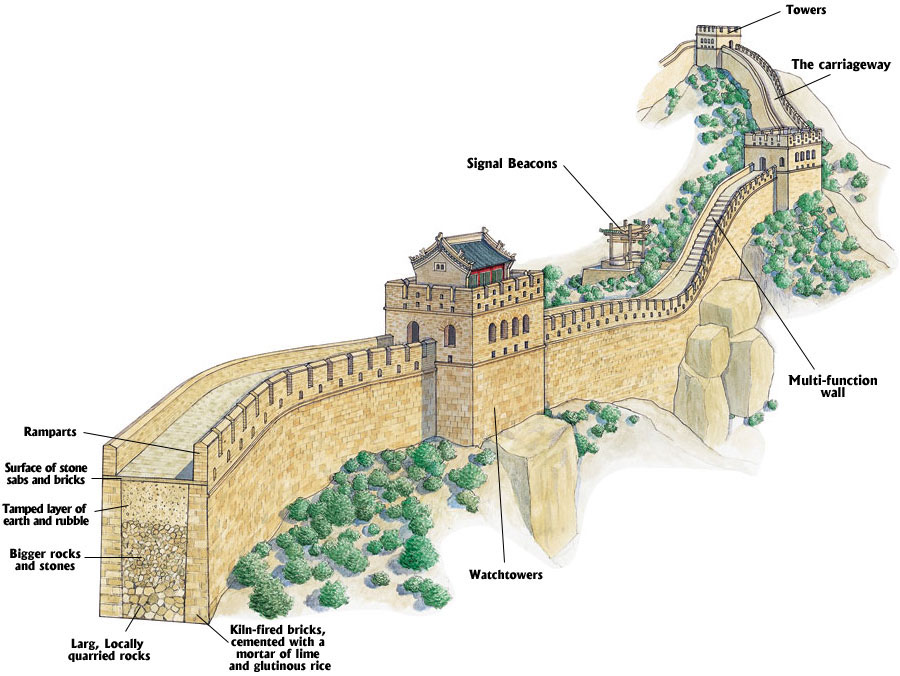 Towers
The carriageway
Signal Beacons
Multi-function
wall
Ramparts
Surface of stone
sabs and bricks
Tamped layer of
earth and rubble
Bigger rocks
and stones
Watchtowers
Larg, Locally
quarried rocks
Kiln-fired bricks,
cemented with a
mortar of lime
and glutinous rice